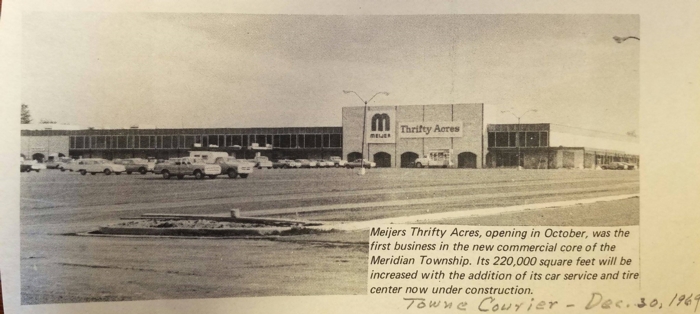 m
MEIJER
Thrifty Acres
Meijers Thrifty Acres, opening in October, was the
first business in the new commercial core of the
Meridian Township. Its 220,000 square feet will be
increased with the addition of its car service and tire
center now under construction.
Towne Courier - Dec. 30, 1969